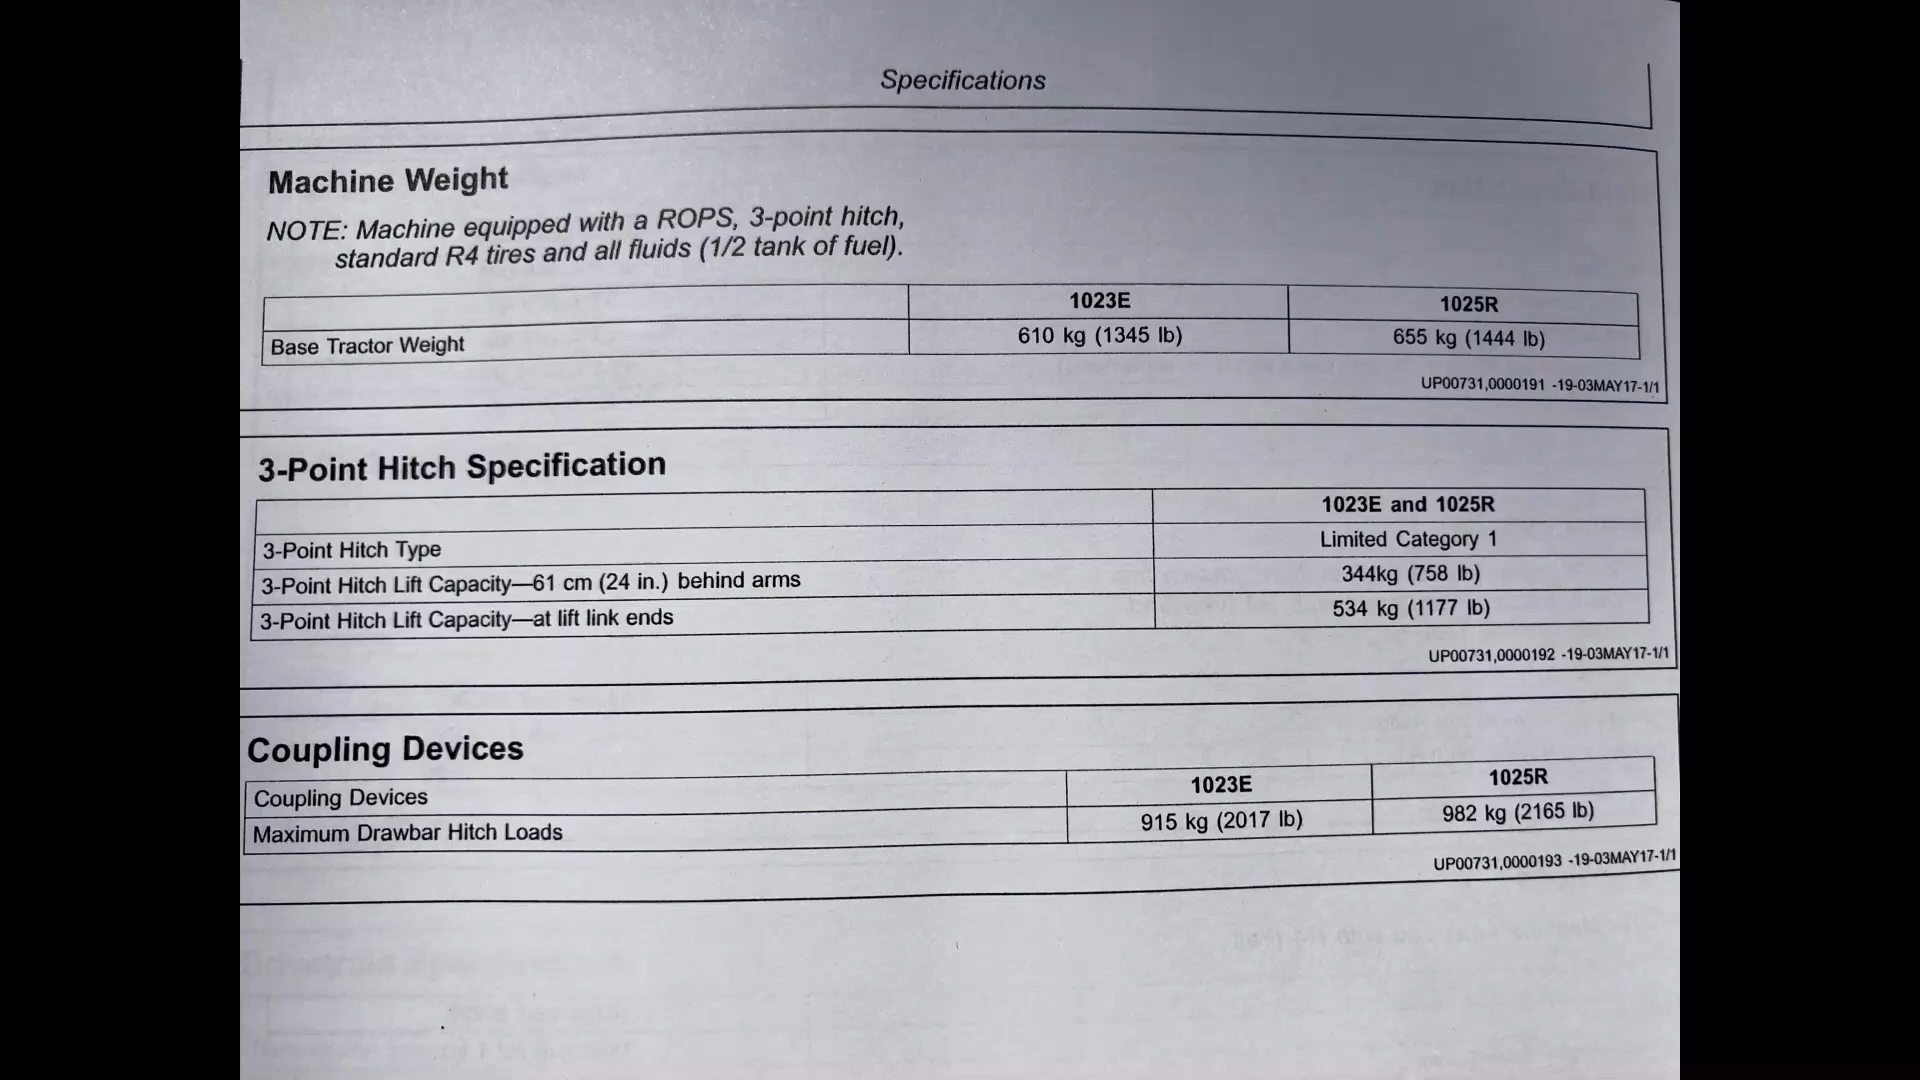 Specifications
Machine Weight
NOTE: Machine equipped with a ROPS, 3-point hitch,
standard R4 tires and all fluids (1/2 tank of fuel).
1023E 1025R
Base Tractor Weight 610 kg (1345 lb) 655 kg (1444 lb)
UP00731,0000191 -19-03MAY17-1/1
3-Point Hitch Specification
1023E and 1025R
3-Point Hitch Type Limited Category 1
3-Point Hitch Lift Capacity—61 cm (24 in.) behind arms 344kg (758 lb)
3-Point Hitch Lift Capacity—at lift link ends 534 kg (1177 lb)
UP00731,0000192 -19-03MAY17-1/1
Coupling Devices
Coupling Devices 1023E 1025R
Maximum Drawbar Hitch Loads 915 kg (2017 lb) 982 kg (2165 lb)
UP00731,0000193 -19-03MAY17-1/1